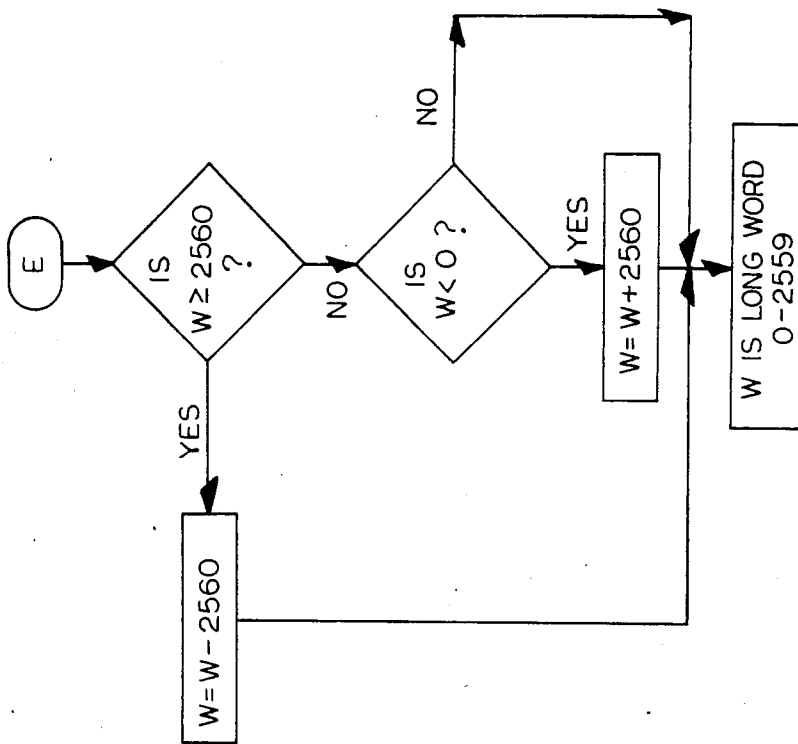 E
IS
W ≥ 2560
?
YES
W = W - 2560
NO
IS
W < 0 ?
NO
YES
W = W + 2560
W IS LONG WORD
0-2559